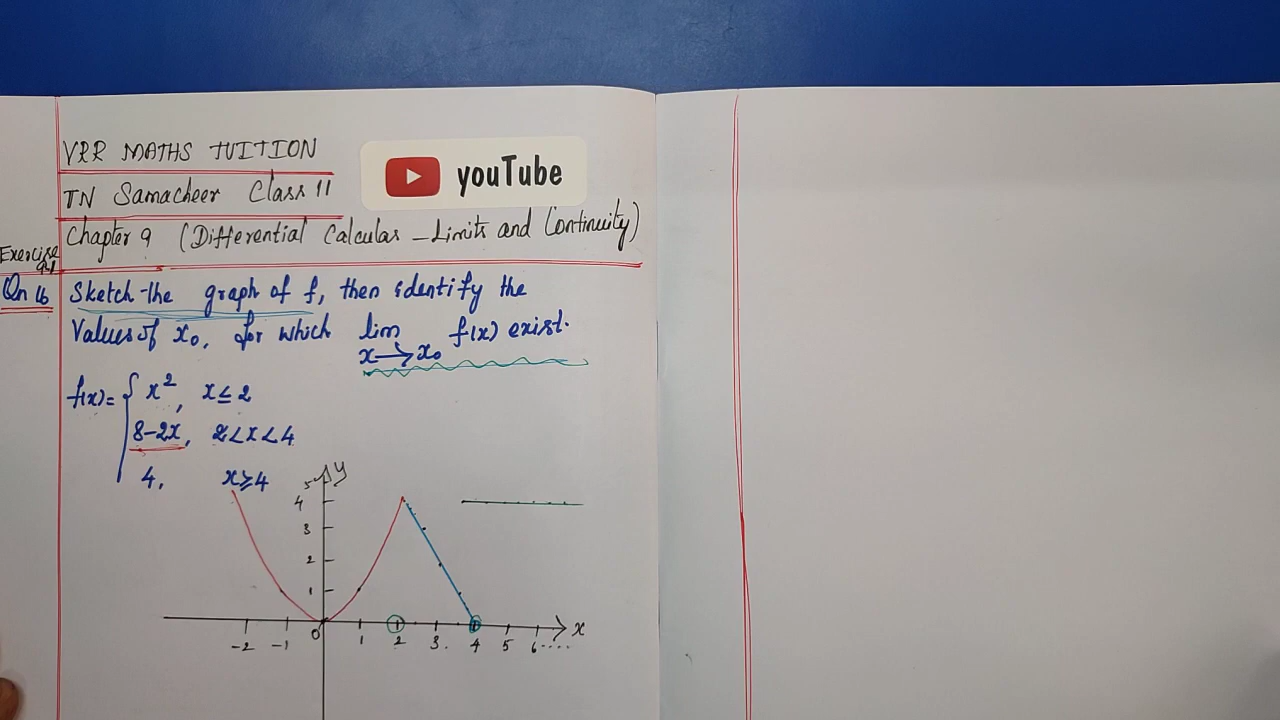 VRR MATHS TUITION
youTube
TN Samacheer Class 11
Chapter 9 (Differential Calculas - Limits and Continuity)
Exercise 9.1
Qn 16 Sketch the graph of f, then identify the
Values of x₀, for which lim f(x) exist.
x→x₀
f(x)= { x², x≤2
8-2x, 2<x<4
4, x≥4
y
5
4
3
2
1
0
-2 -1 1 2 3. 4 5 6.... x